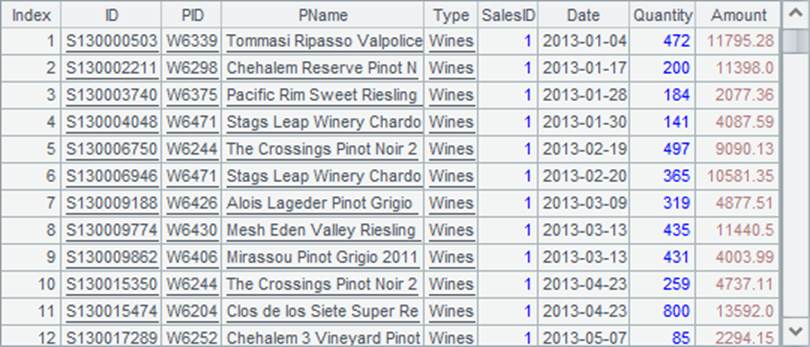 Index ID PID PName Type SalesID Date Quantity Amount
1 S130000503 W6339 Tommasi Ripasso Valpolice Wines 1 2013-01-04 472 11795.28
2 S130002211 W6298 Chehalem Reserve Pinot N Wines 1 2013-01-17 200 11398.0
3 S130003740 W6375 Pacific Rim Sweet Riesling Wines 1 2013-01-28 184 2077.36
4 S130004048 W6471 Stags Leap Winery Chardo Wines 1 2013-01-30 141 4087.59
5 S130006750 W6244 The Crossings Pinot Noir 2 Wines 1 2013-02-19 497 9090.13
6 S130006946 W6471 Stags Leap Winery Chardo Wines 1 2013-02-20 365 10581.35
7 S130009188 W6426 Alois Lageder Pinot Grigio Wines 1 2013-03-09 319 4877.51
8 S130009774 W6430 Mesh Eden Valley Riesling Wines 1 2013-03-13 435 11440.5
9 S130009862 W6406 Mirassou Pinot Grigio 2011 Wines 1 2013-03-13 431 4003.99
10 S130015350 W6244 The Crossings Pinot Noir 2 Wines 1 2013-04-23 259 4737.11
11 S130015474 W6204 Clos de los Siete Super Re Wines 1 2013-04-23 800 13592.0
12 S130017289 W6252 Chehalem 3 Vineyard Pinot Wines 1 2013-05-07 85 2294.15